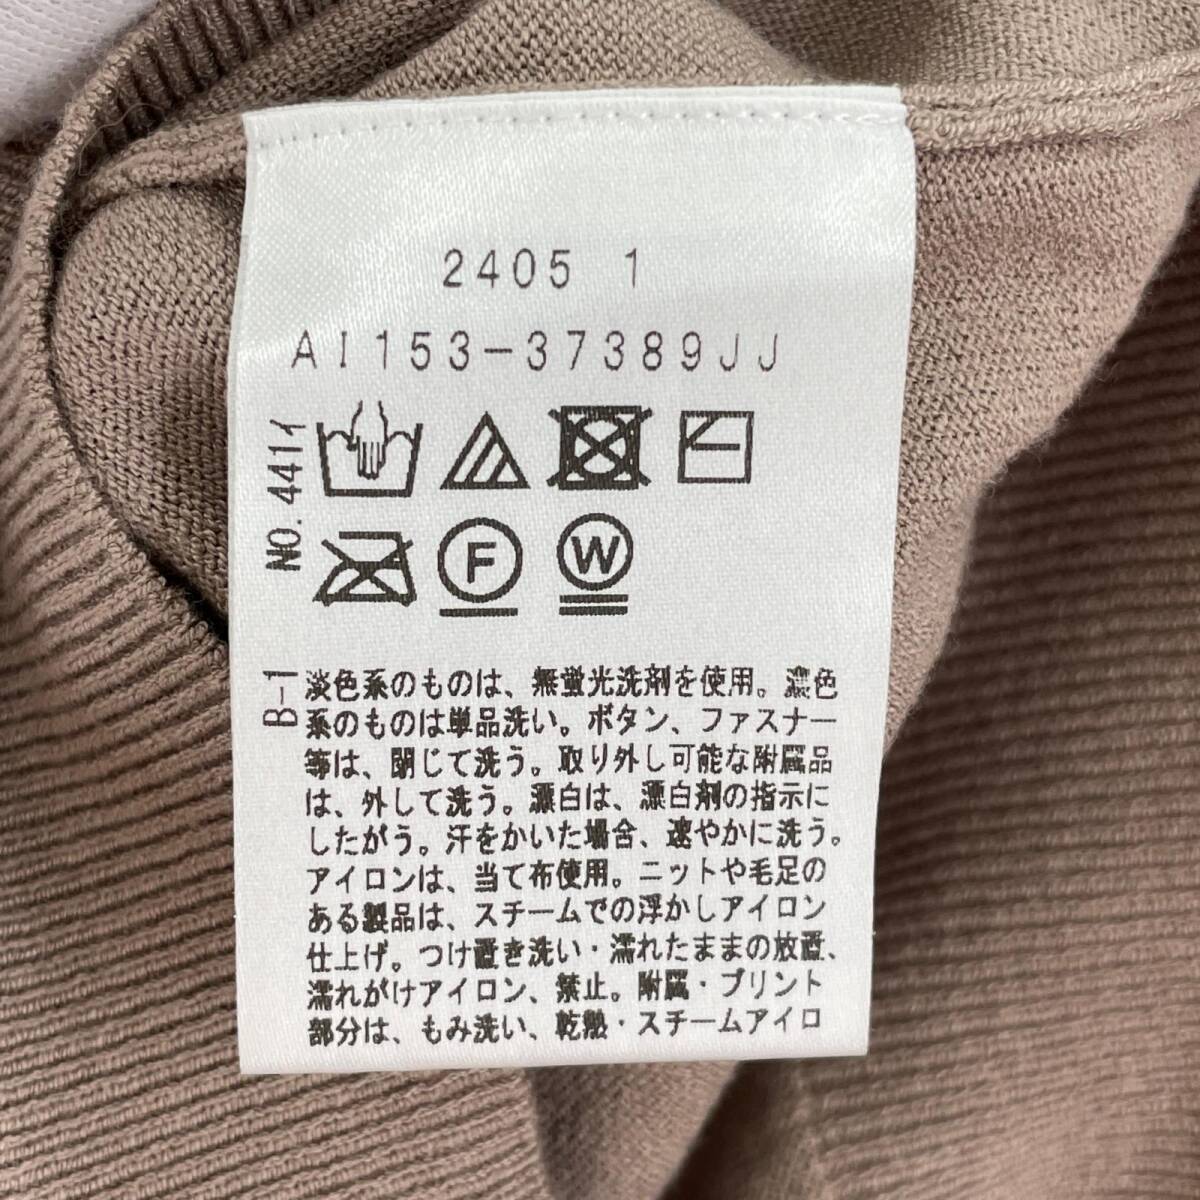 2405 1
AI153-37389JJ
NO.441イ
F
W
B-1
淡色系のものは、無蛍光洗剤を使用。濃色
系のものは単品洗い。ボタン、ファスナー
等は、閉じて洗う。取り外し可能な附属品
は、外して洗う。漂白は、漂白剤の指示に
したがう。汗をかいた場合、速やかに洗う。
アイロンは、当て布使用。ニットや毛足の
ある製品は、スチームでの浮かしアイロン
仕上げ。つけ置き洗い・濡れたままの放置、
濡れがけアイロン、禁止。附属・プリント
部分は、もみ洗い、乾熱・スチームアイロ